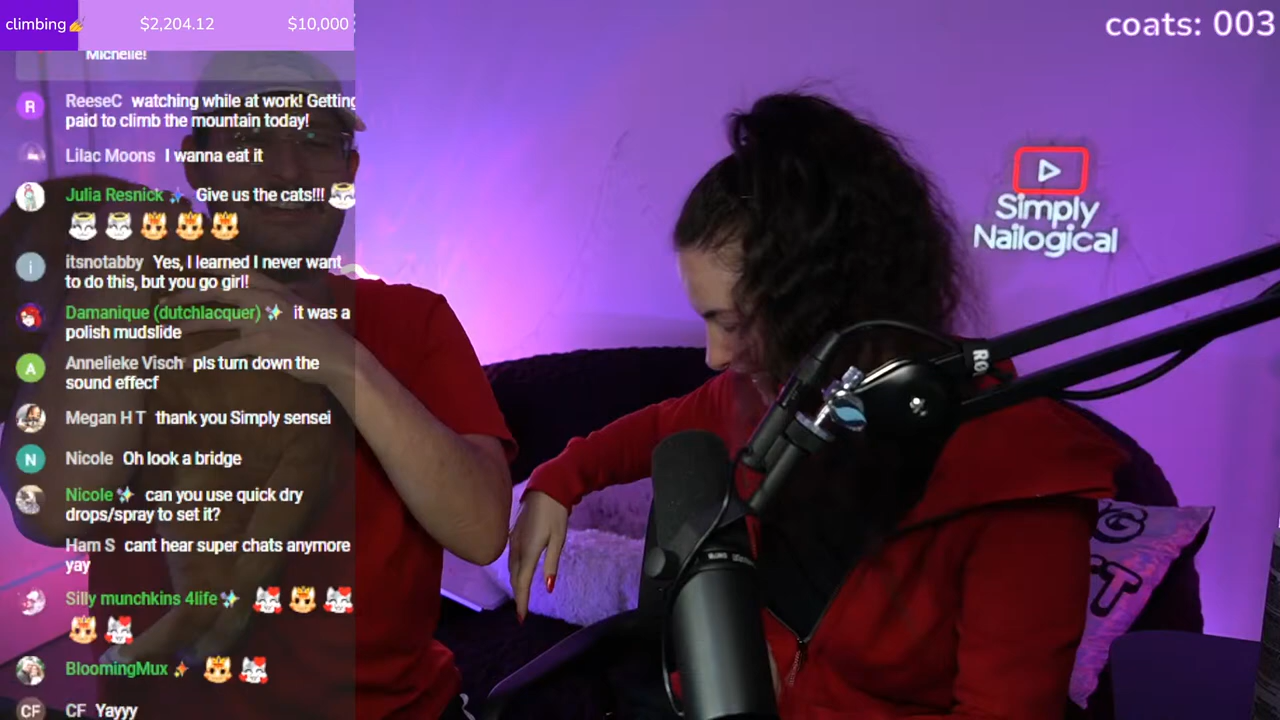 climbing $2,204.12 $10,000
coats: 003
Michelle!
ReeseC watching while at work! Getting
paid to climb the mountain today!
Lilac Moons I wanna eat it
Julia Resnick Give us the cats!!!
itsnotabby Yes, I learned I never want
to do this, but you go girl!
Damanique (dutchlacquer) it was a
polish mudslide
Annelieke Visch pls turn down the
sound effecf
Megan H T thank you Simply sensei
Nicole Oh look a bridge
Nicole can you use quick dry
drops/spray to set it?
Ham S cant hear super chats anymore
yay
Silly munchkins 4life
BloomingMux
CF Yayyy
R
i
A
N
CF
Simply
Nailogical